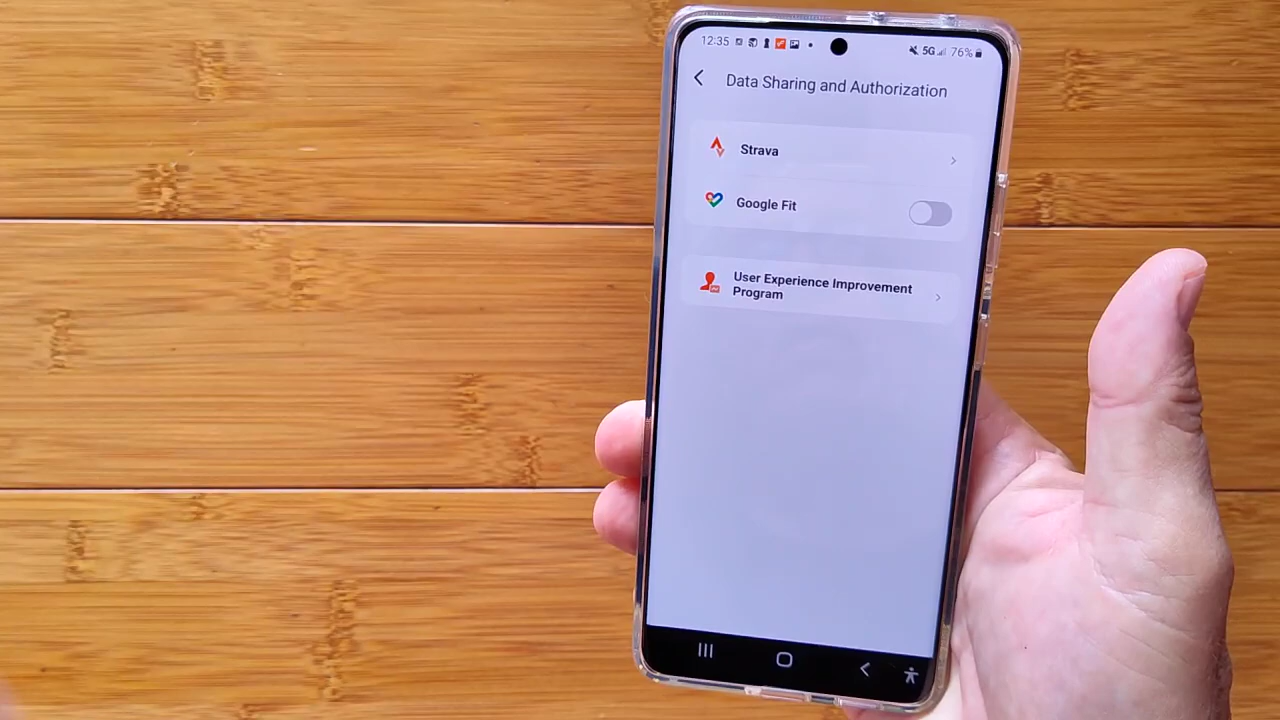 12:35 5G 76%
Data Sharing and Authorization
Strava
Google Fit
User Experience Improvement
Program